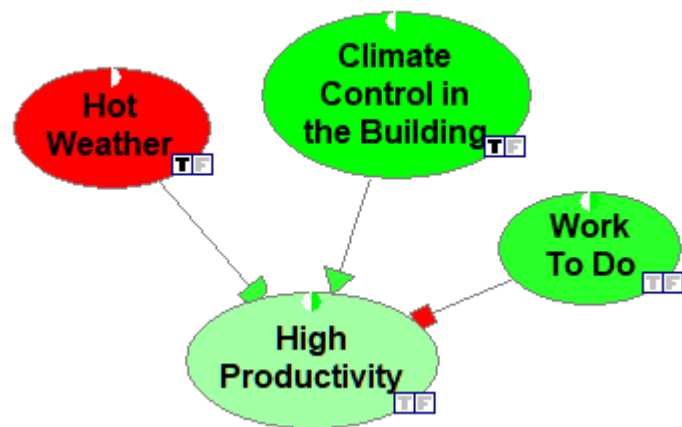 Hot
Weather
T F
Climate
Control in
the Building
T F
Work
To Do
T F
High
Productivity
T F